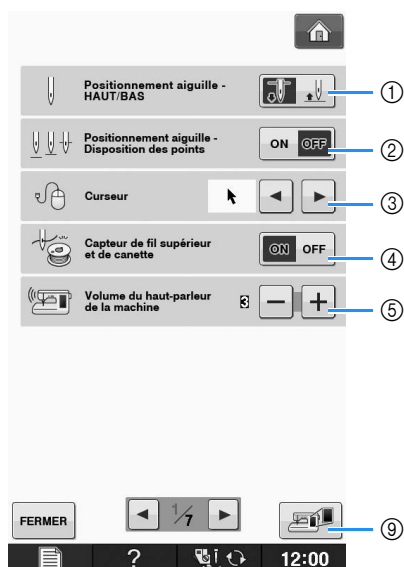 Positionnement aiguille -
HAUT/BAS
①
Positionnement aiguille -
Disposition des points
ON OFF
②
Curseur
③
Capteur de fil supérieur
et de canette
ON OFF
④
Volume du haut-parleur
de la machine
3 − +
⑤
FERMER
1/7
⑨
? 12:00